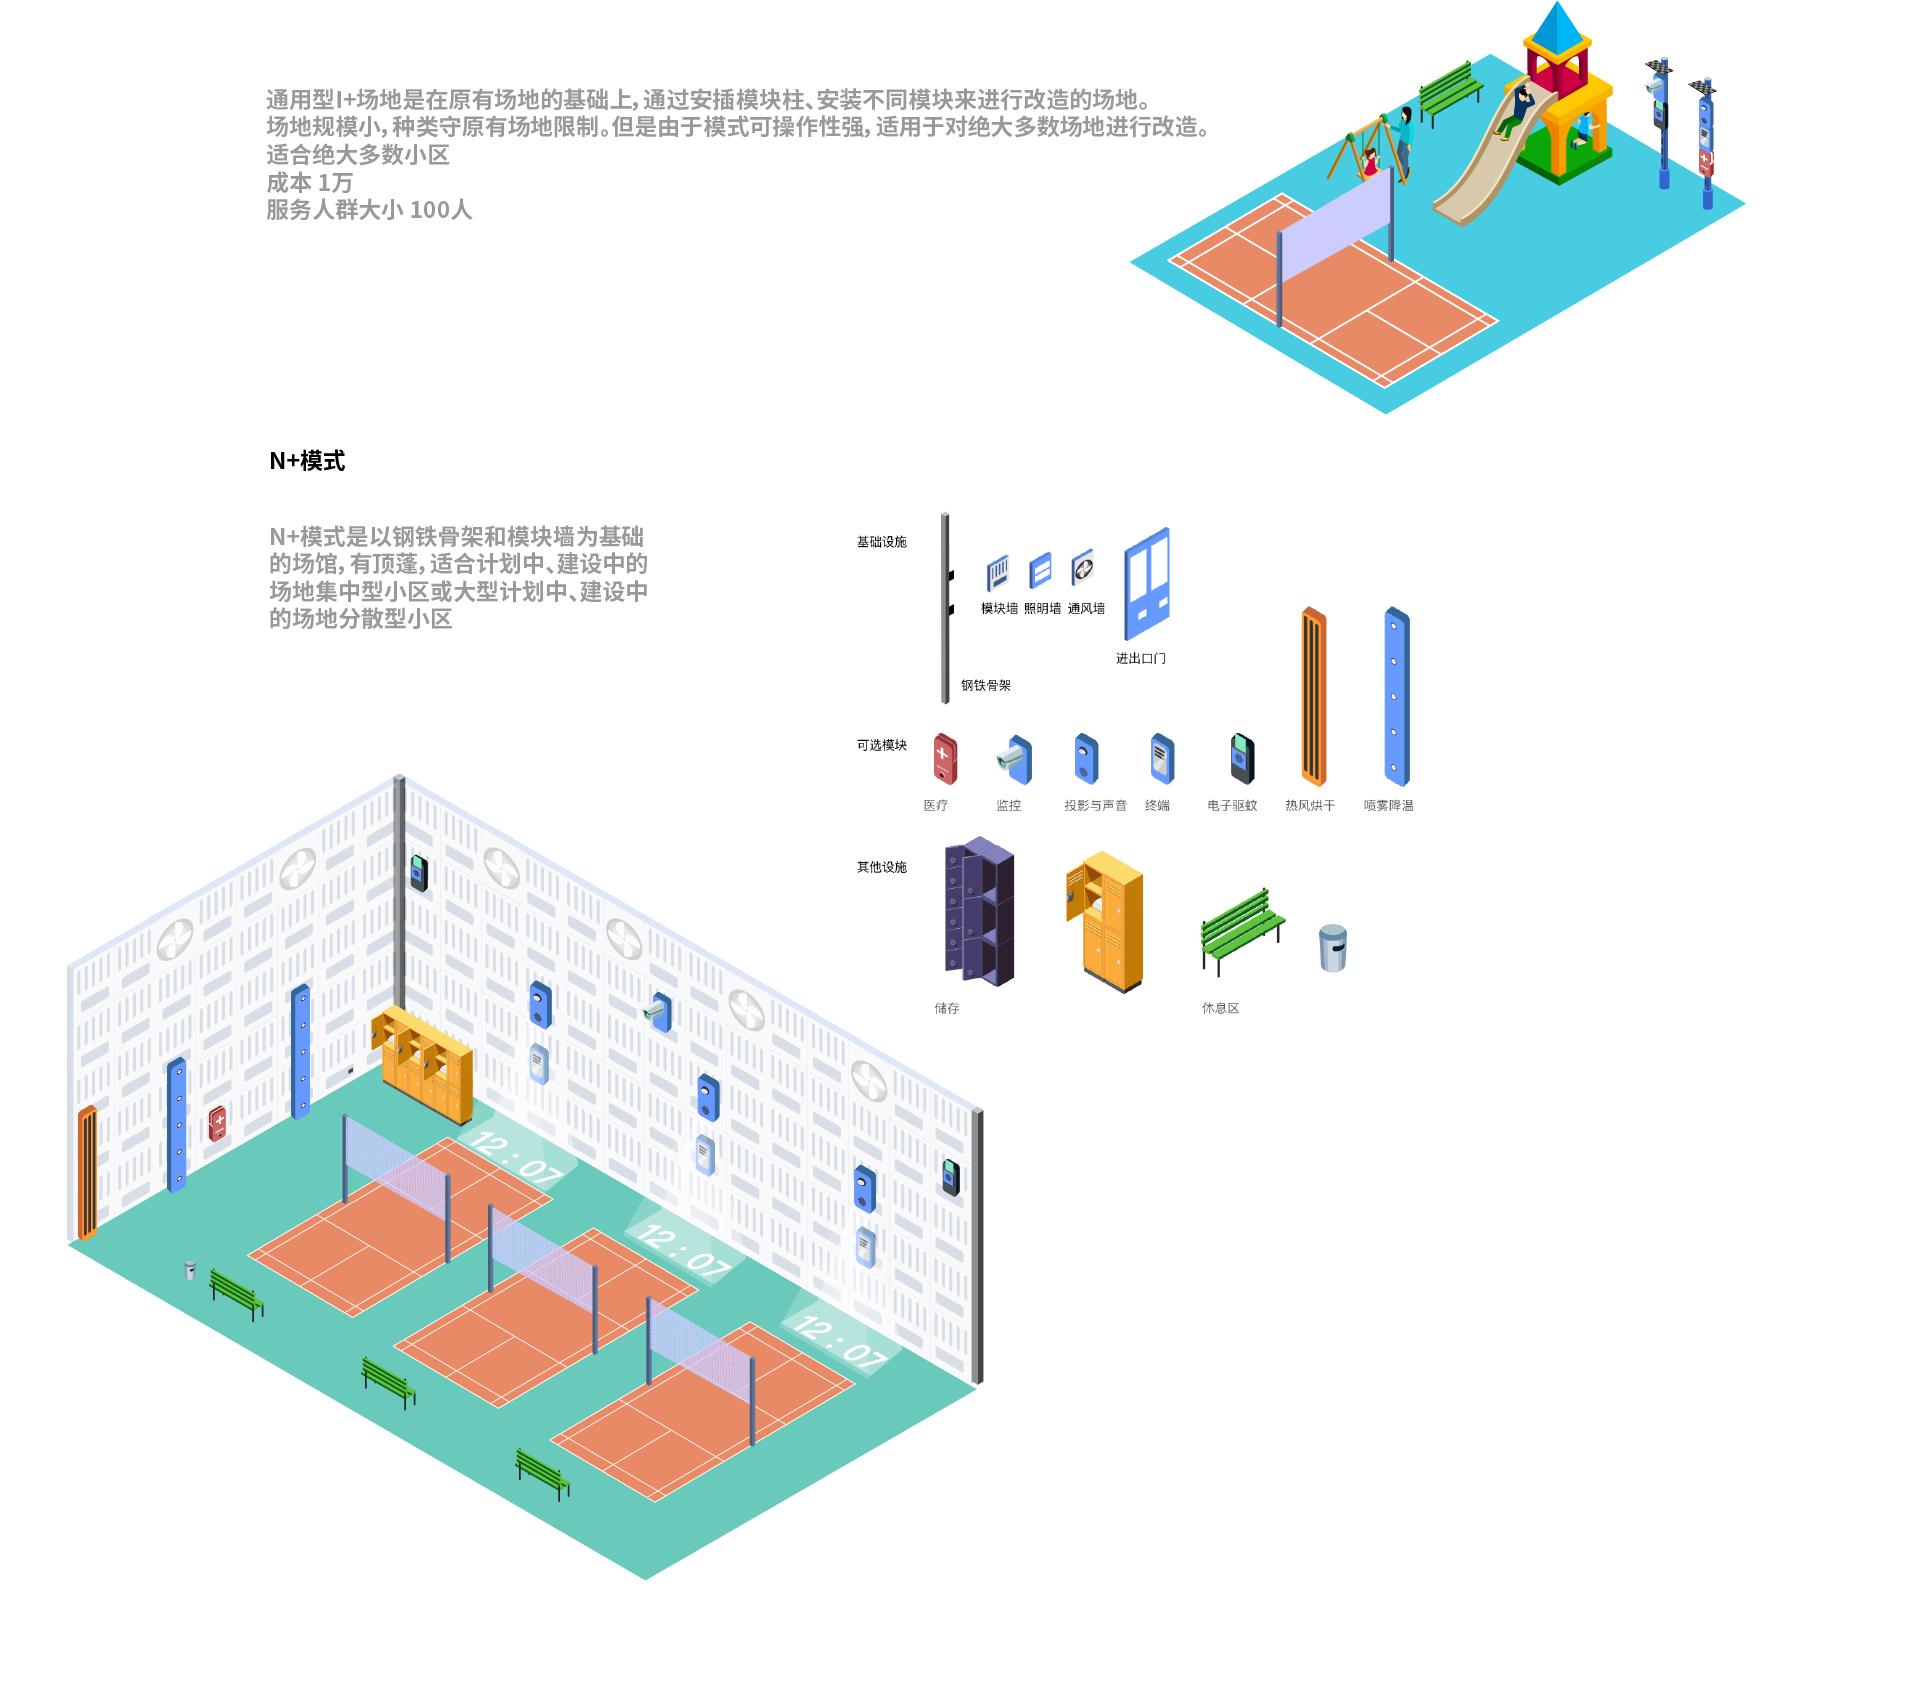 通用型I+场地是在原有场地的基础上，通过安插模块柱、安装不同模块来进行改造的场地。
场地规模小，种类守原有场地限制。但是由于模式可操作性强，适用于对绝大多数场地进行改造。
适合绝大多数小区
成本 1万
服务人群大小 100人
N+模式
N+模式是以钢铁骨架和模块墙为基础
的场馆，有顶蓬，适合计划中、建设中的
场地集中型小区或大型计划中、建设中
的场地分散型小区
基础设施
模块墙 照明墙 通风墙
进出口门
钢铁骨架
可选模块
医疗 监控 投影与声音 终端 电子驱蚊 热风烘干 喷雾降温
其他设施
储存 休息区
12:07
12:07
12:07